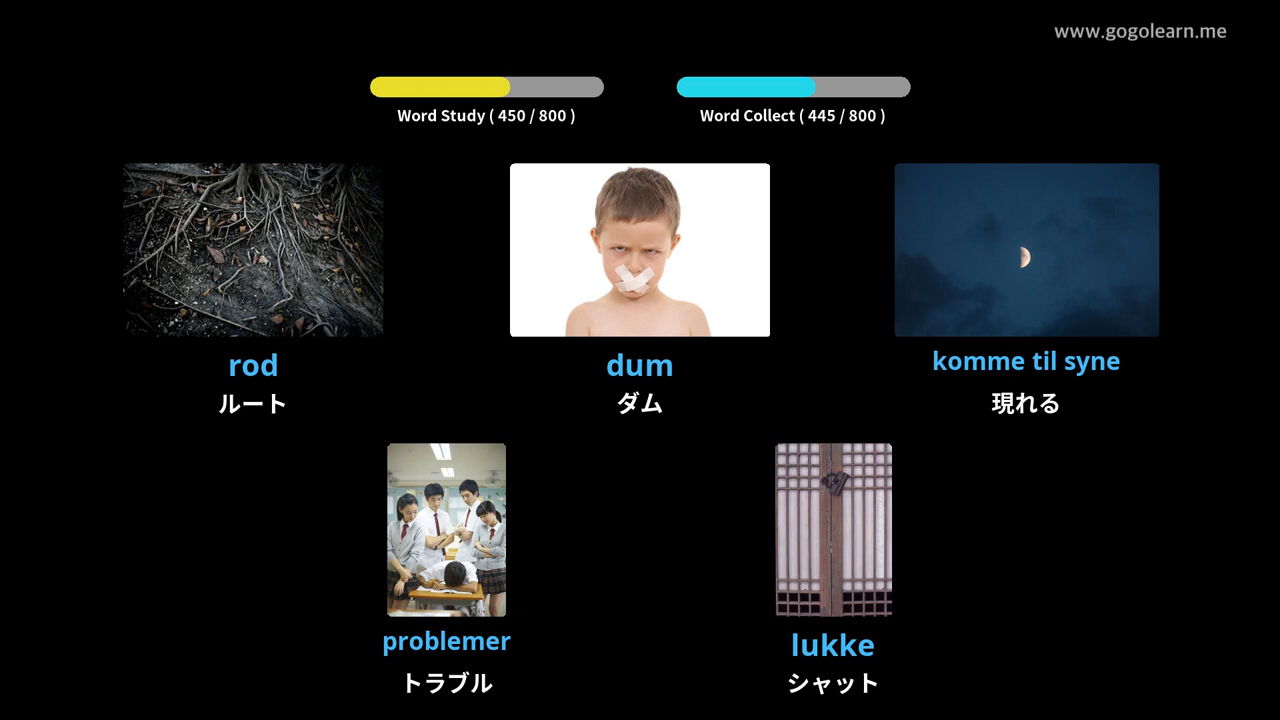 www.gogolearn.me
Word Study ( 450 / 800 )
Word Collect ( 445 / 800 )
rod
ルート
dum
ダム
komme til syne
現れる
problemer
トラブル
lukke
シャット